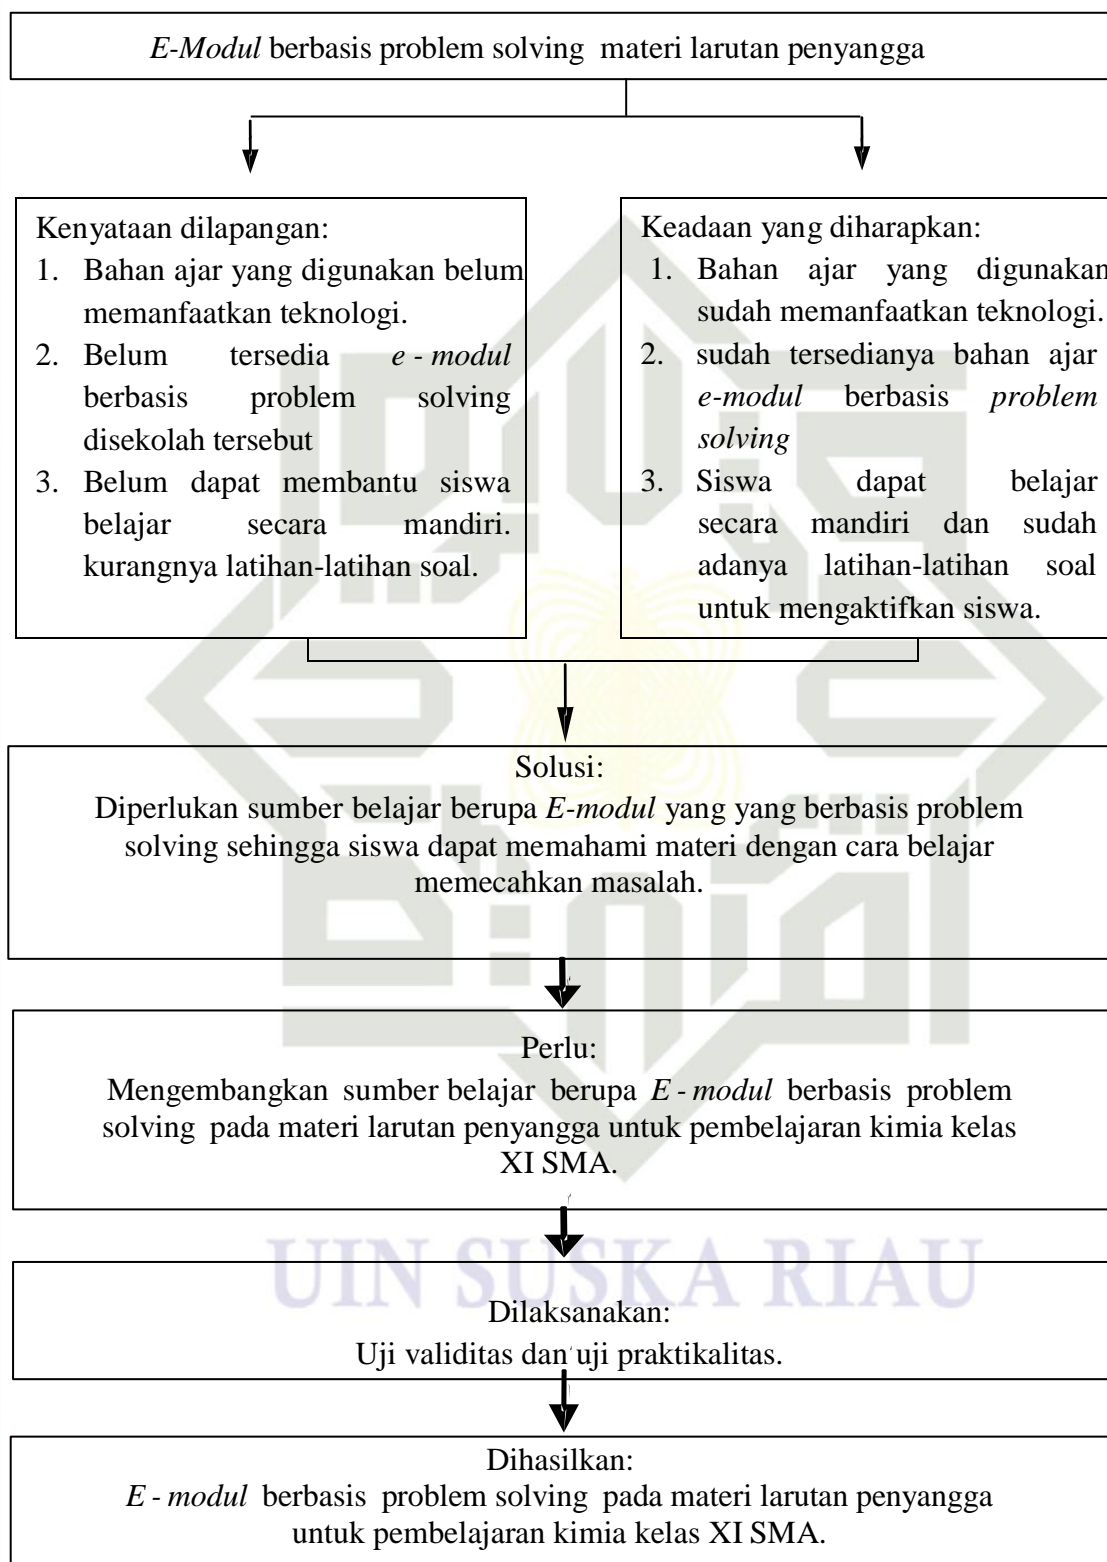 E-Modul berbasis problem solving materi larutan penyangga
Kenyataan dilapangan:
1. Bahan ajar yang digunakan belum
memanfaatkan teknologi.
2. Belum tersedia e - modul
berbasis problem solving
disekolah tersebut
3. Belum dapat membantu siswa
belajar secara mandiri.
kurangnya latihan-latihan soal.
Keadaan yang diharapkan:
1. Bahan ajar yang digunakan
sudah memanfaatkan teknologi.
2. sudah tersedianya bahan ajar
e-modul berbasis problem
solving
3. Siswa dapat belajar
secara mandiri dan sudah
adanya latihan-latihan soal
untuk mengaktifkan siswa.
Solusi:
Diperlukan sumber belajar berupa E-modul yang yang berbasis problem
solving sehingga siswa dapat memahami materi dengan cara belajar
memecahkan masalah.
Perlu:
Mengembangkan sumber belajar berupa E - modul berbasis problem
solving pada materi larutan penyangga untuk pembelajaran kimia kelas
XI SMA.
UIN SUSKA RIAU
Dilaksanakan:
Uji validitas dan uji praktikalitas.
Dihasilkan:
E - modul berbasis problem solving pada materi larutan penyangga
untuk pembelajaran kimia kelas XI SMA.